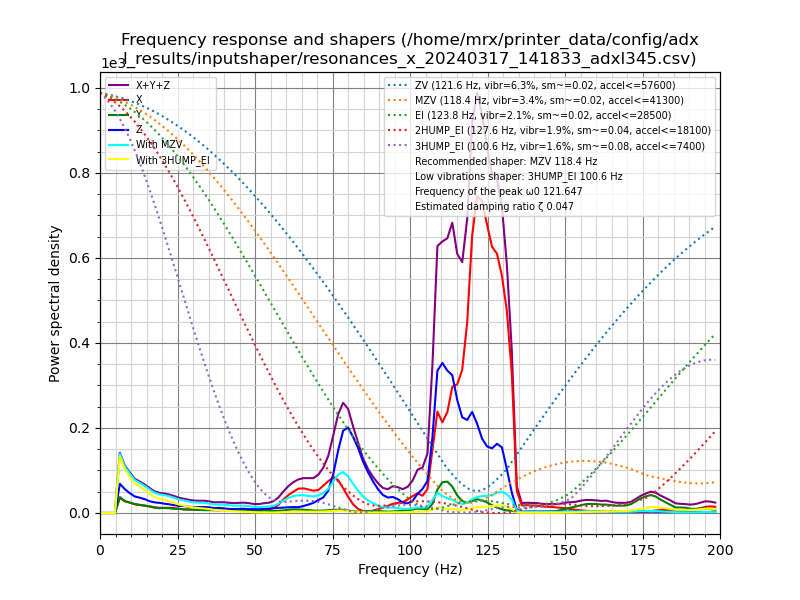 Frequency response and shapers (/home/mrx/printer_data/config/adx
l_results/inputshaper/resonances_x_20240317_141833_adxl345.csv)
1e3
X+Y+Z
X
Y
Z
With MZV
With 3HUMP_EI
ZV (121.6 Hz, vibr=6.3%, sm~=0.02, accel<=57600)
MZV (118.4 Hz, vibr=3.4%, sm~=0.02, accel<=41300)
EI (123.8 Hz, vibr=2.1%, sm~=0.02, accel<=28500)
2HUMP_EI (127.6 Hz, vibr=1.9%, sm~=0.04, accel<=18100)
3HUMP_EI (100.6 Hz, vibr=1.6%, sm~=0.08, accel<=7400)
Recommended shaper: MZV 118.4 Hz
Low vibrations shaper: 3HUMP_EI 100.6 Hz
Frequency of the peak ω0 121.647
Estimated damping ratio ζ 0.047
Power spectral density
1.0
0.8
0.6
0.4
0.2
0.0
0 25 50 75 100 125 150 175 200
Frequency (Hz)